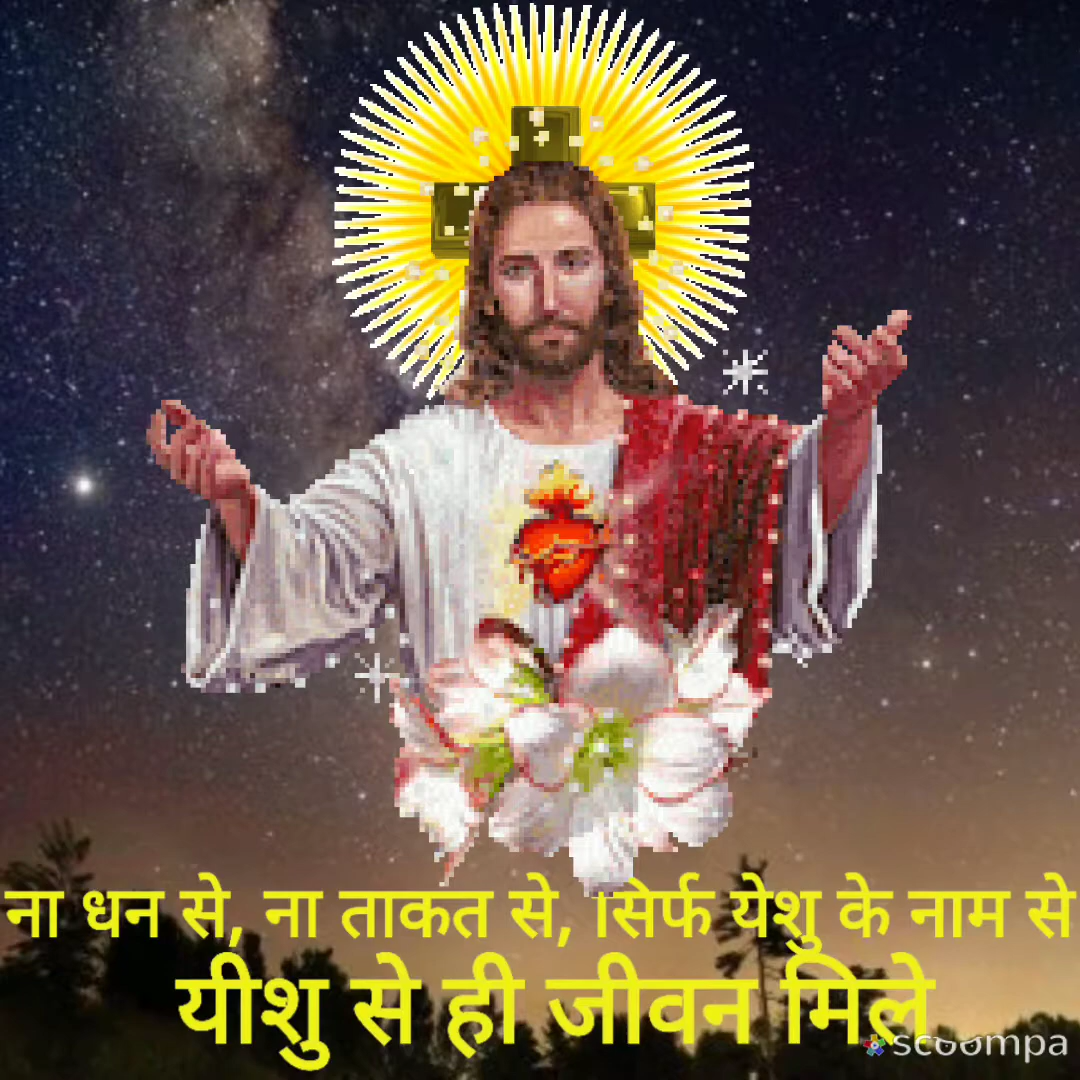 ना धन से, ना ताकत से, सिर्फ येशु के नाम से
यीशु से ही जीवन मिले
scoompa